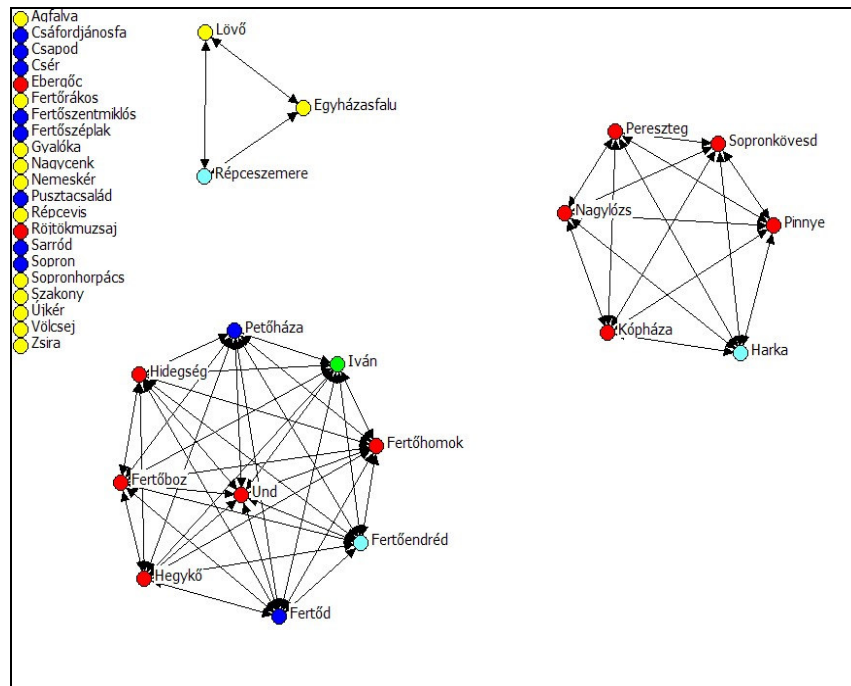 Agfalva
Csáfordjánosfa
Csapod
Csér
Ebergőc
Fertőrákos
Fertőszentmiklós
Fertőszéplak
Gyalóka
Nagycenk
Nemeskér
Pusztacsalád
Répcevis
Röjtökmuzsaj
Sarród
Sopron
Sopronhorpács
Szakony
Újkér
Völcsej
Zsira
Lövő
Egyházasfalu
Répceszemere
Pereszteg
Sopronkövesd
Nagylózs
Pinnye
Kópháza
Harka
Petőháza
Iván
Hidegség
Fertőhomok
Fertőboz
Und
Fertőendréd
Hegykő
Fertőd